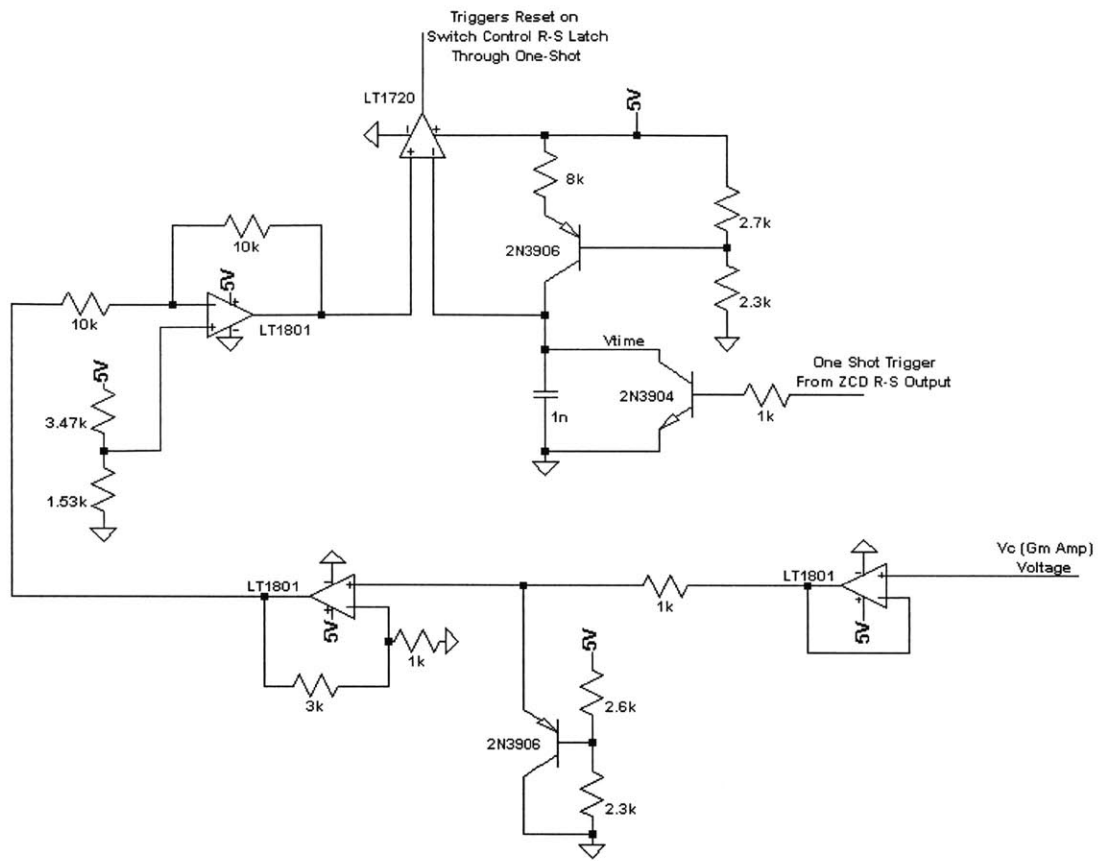 Triggers Reset on
Switch Control R-S Latch
Through One-Shot
LT1720
5V
8k
2.7k
10k
2N3906
2.3k
5V
10k
LT1801
Vtime
One Shot Trigger
From ZCD R-S Output
5V
2N3904
3.47k
1n
1k
1.53k
Vc (Gm Amp)
Voltage
LT1801
LT1801
1k
5V
5V
1k
5V
3k
2.6k
2N3906
2.3k